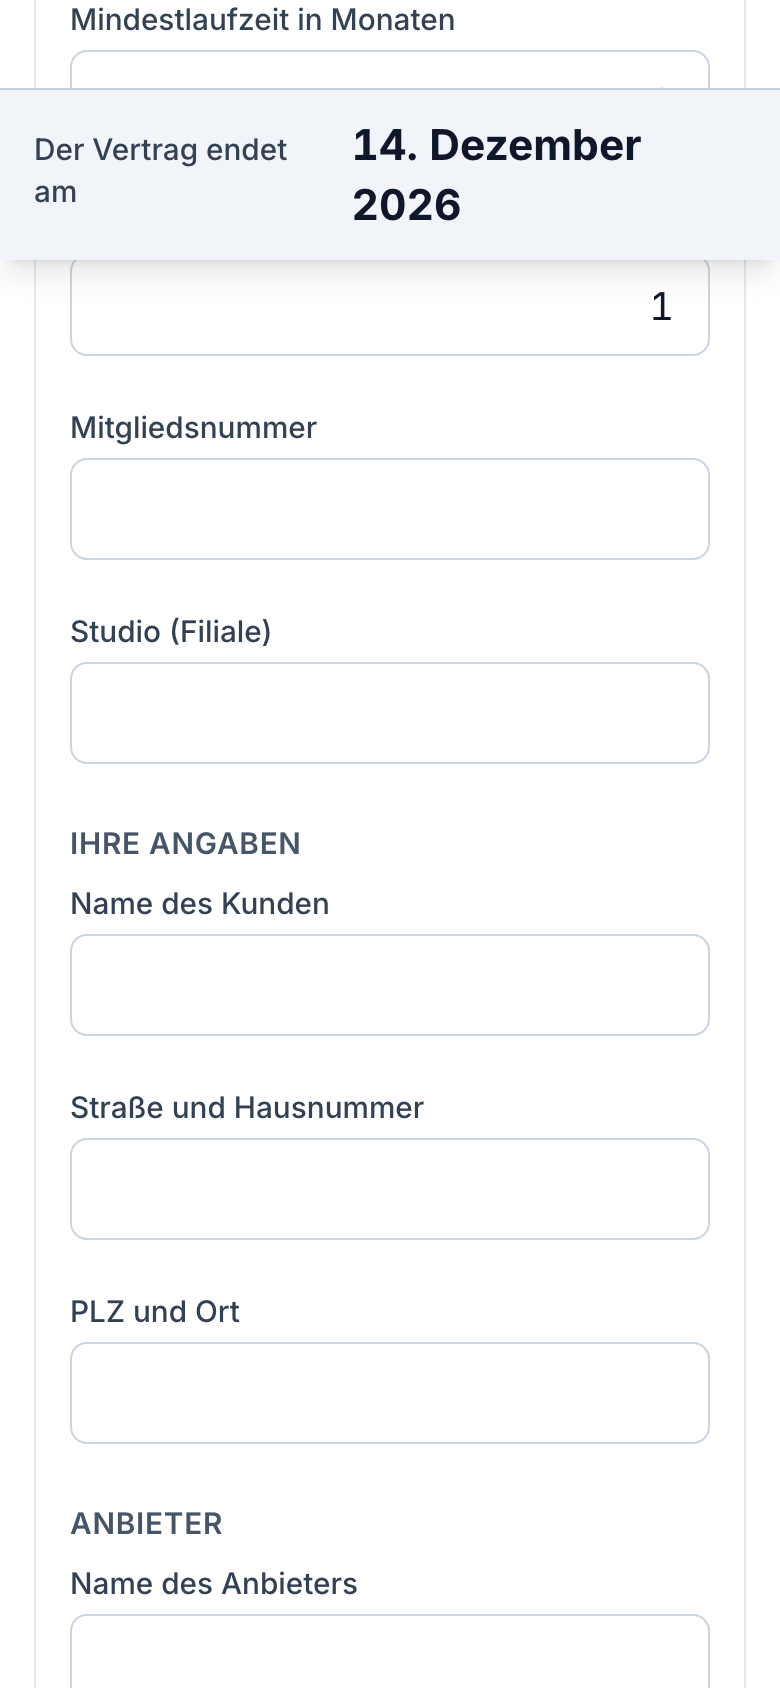 Mindestlaufzeit in Monaten
Der Vertrag endet
am
14. Dezember
2026
1
Mitgliedsnummer
Studio (Filiale)
IHRE ANGABEN
Name des Kunden
Straße und Hausnummer
PLZ und Ort
ANBIETER
Name des Anbieters